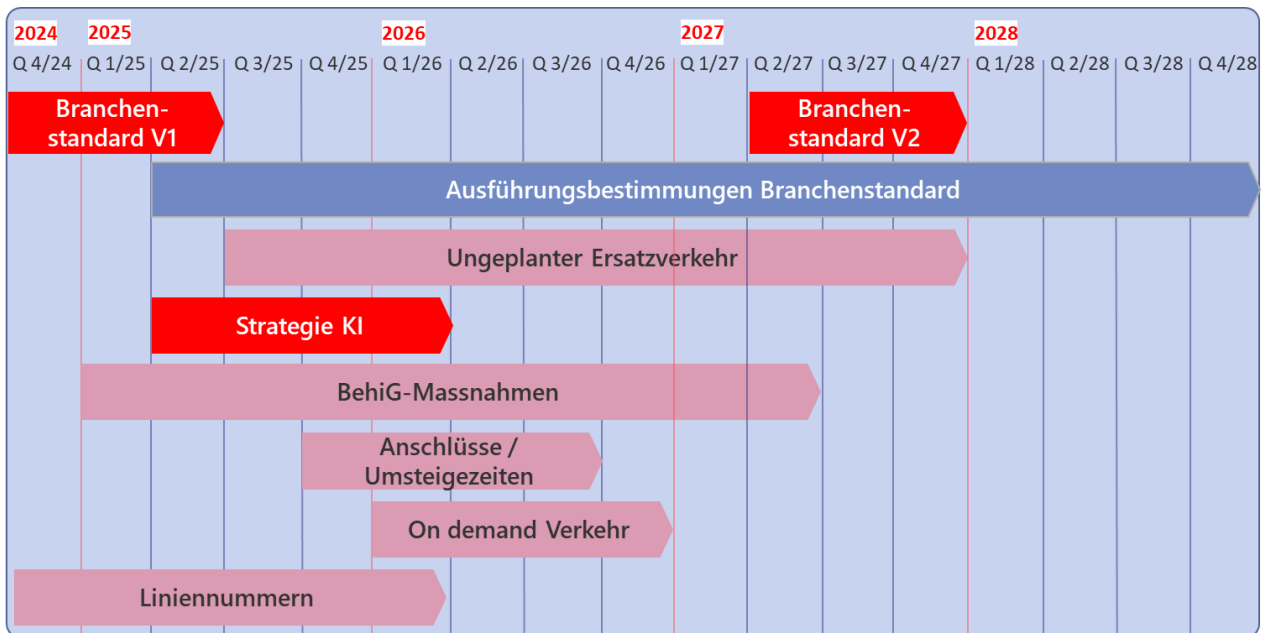 2024 2025 2026 2027 2028
Q 4/24 Q 1/25 Q 2/25 Q 3/25 Q 4/25 Q 1/26 Q 2/26 Q 3/26 Q 4/26 Q 1/27 Q 2/27 Q 3/27 Q 4/27 Q 1/28 Q 2/28 Q 3/28 Q 4/28
Branchen-
standard V1
Branchen-
standard V2
Ausführungsbestimmungen Branchenstandard
Ungeplanter Ersatzverkehr
Strategie KI
BehiG-Massnahmen
Anschlüsse /
Umsteigezeiten
On demand Verkehr
Liniennummern